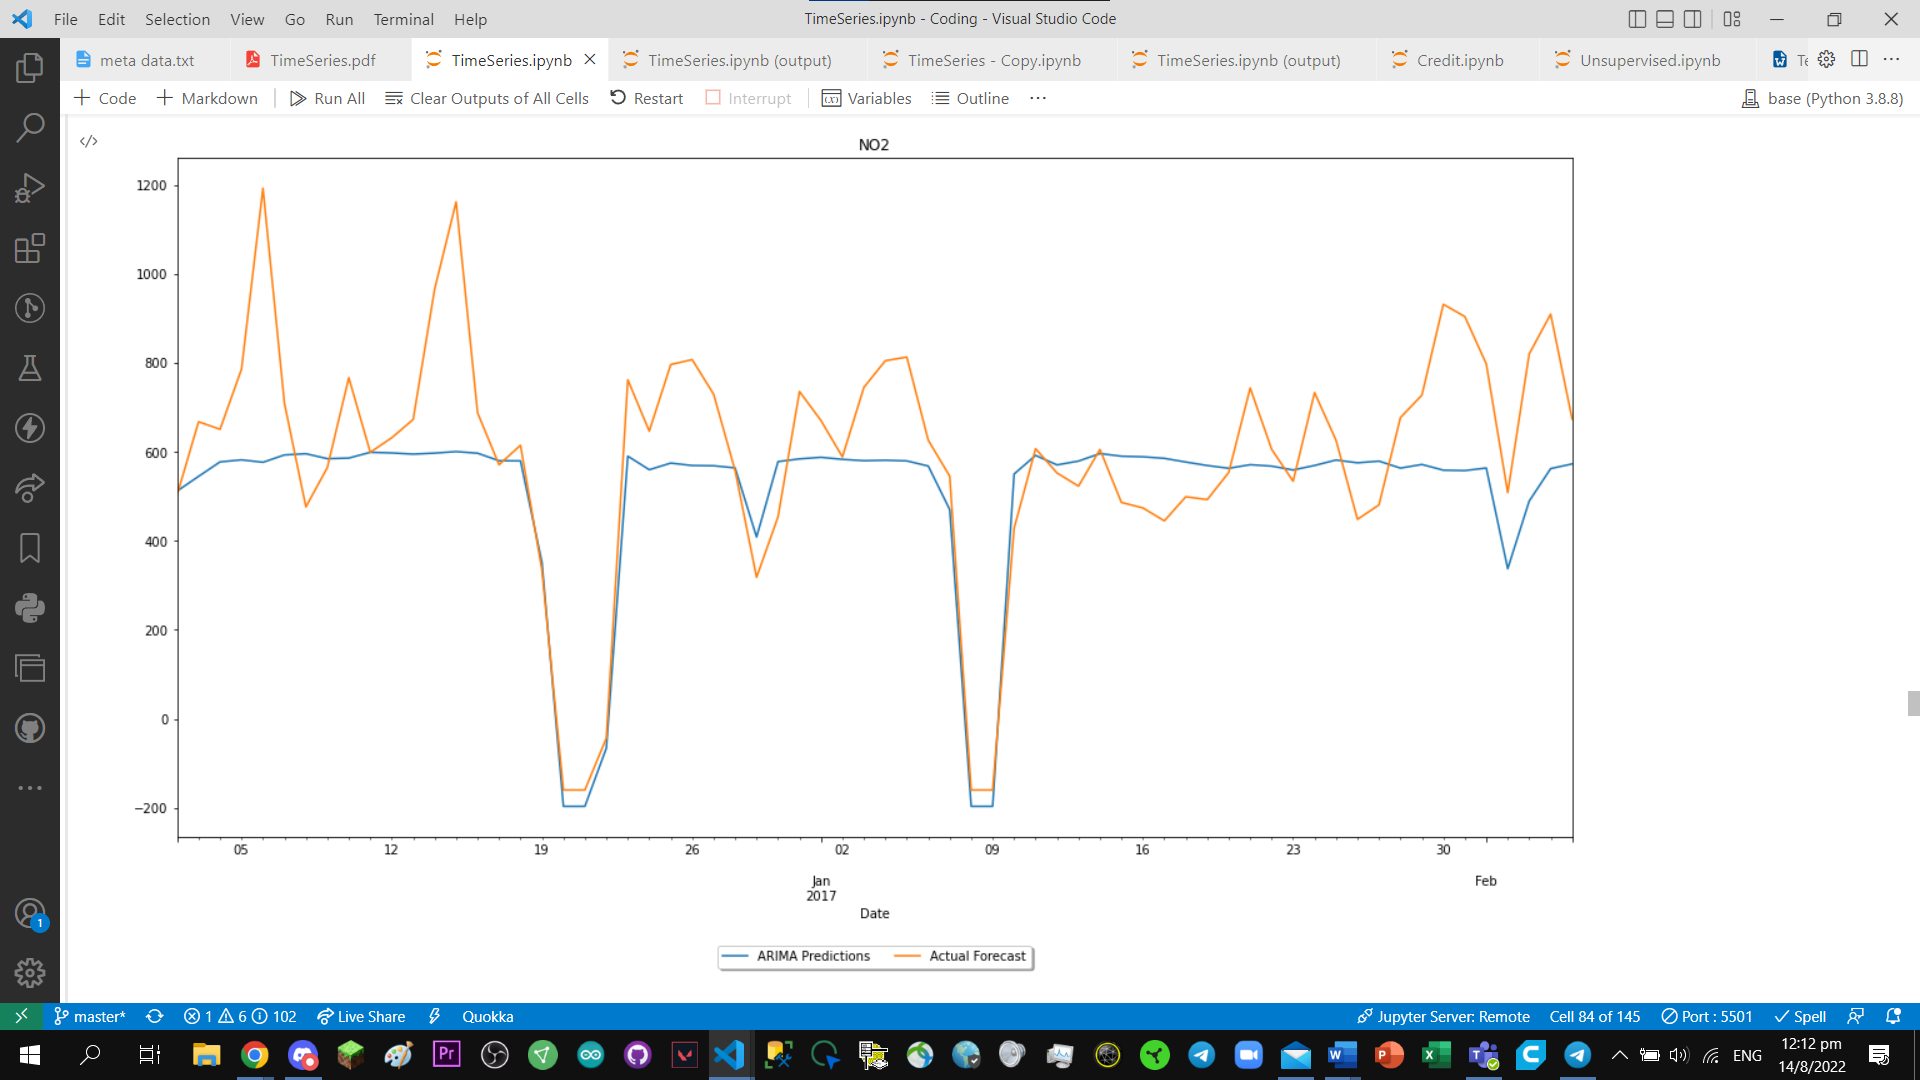 File Edit Selection View Go Run Terminal Help TimeSeries.ipynb - Coding - Visual Studio Code
meta data.txt TimeSeries.pdf TimeSeries.ipynb TimeSeries.ipynb (output) TimeSeries - Copy.ipynb TimeSeries.ipynb (output) Credit.ipynb Unsupervised.ipynb
+ Code + Markdown Run All Clear Outputs of All Cells Restart Interrupt Variables Outline ... base (Python 3.8.8)
</>
NO2
1200
1000
800
600
400
200
0
−200
05 12 19 26 02 09 16 23 30
Jan Feb
2017
Date
ARIMA Predictions Actual Forecast
1
master* 1 6 102 Live Share Quokka Jupyter Server: Remote Cell 84 of 145 Port : 5501 Spell
Pr W P X ENG 12:12 pm
14/8/2022